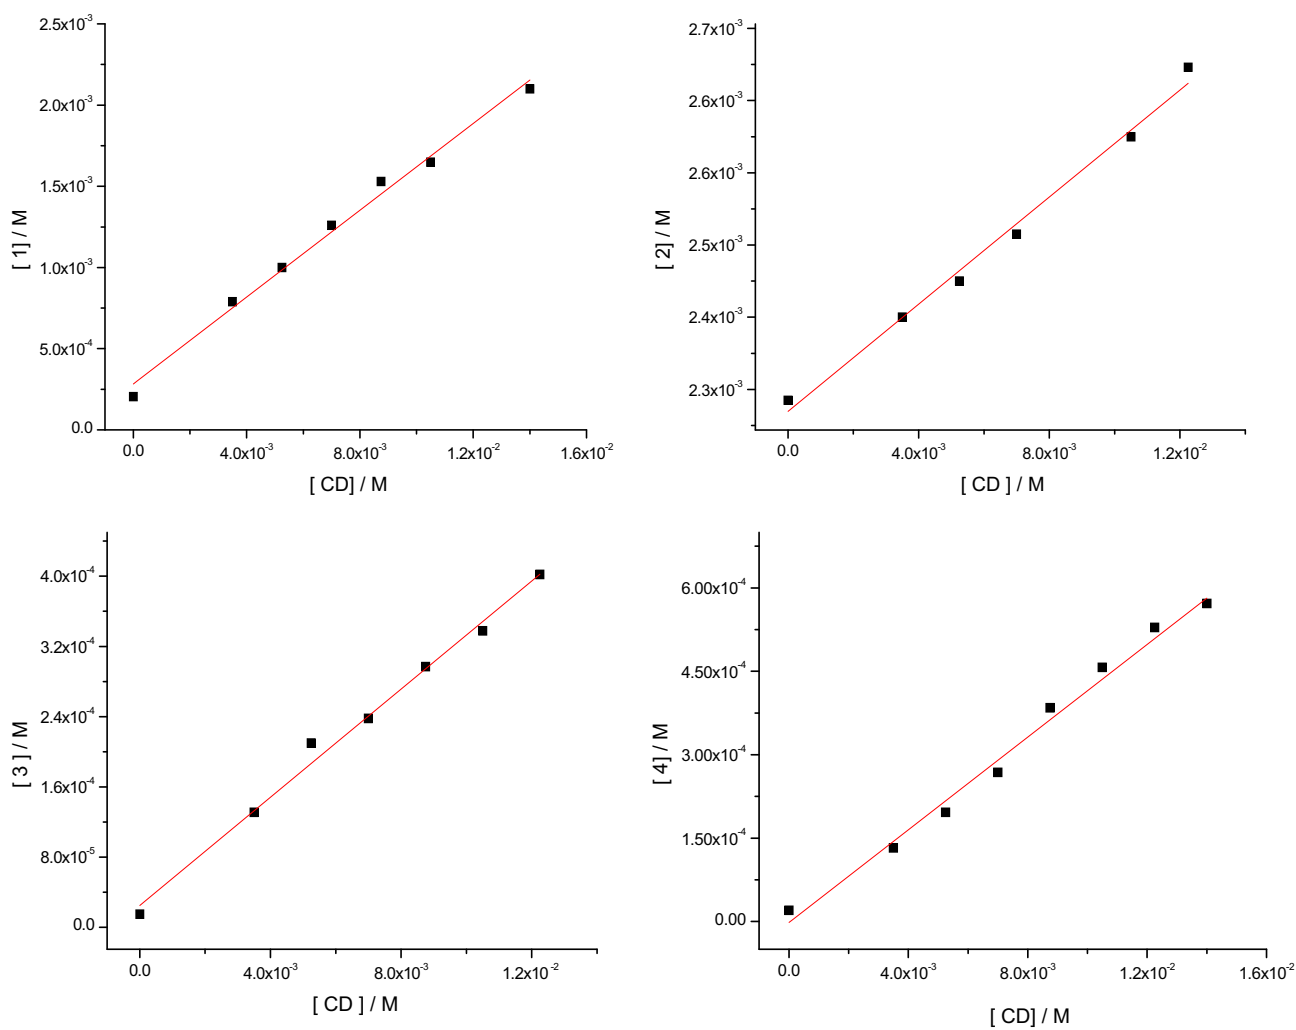 2.5x10⁻³
2.0x10⁻³
1.5x10⁻³
1.0x10⁻³
5.0x10⁻⁴
0.0
[ 1] / M
0.0 4.0x10⁻³ 8.0x10⁻³ 1.2x10⁻² 1.6x10⁻²
[ CD] / M
2.7x10⁻³
2.6x10⁻³
2.6x10⁻³
2.5x10⁻³
2.4x10⁻³
2.3x10⁻³
[ 2] / M
0.0 4.0x10⁻³ 8.0x10⁻³ 1.2x10⁻²
[ CD ] / M
4.0x10⁻⁴
3.2x10⁻⁴
2.4x10⁻⁴
1.6x10⁻⁴
8.0x10⁻⁵
0.0
[ 3 ] / M
0.0 4.0x10⁻³ 8.0x10⁻³ 1.2x10⁻²
[ CD ] / M
6.00x10⁻⁴
4.50x10⁻⁴
3.00x10⁻⁴
1.50x10⁻⁴
0.00
[ 4] / M
0.0 4.0x10⁻³ 8.0x10⁻³ 1.2x10⁻² 1.6x10⁻²
[ CD] / M